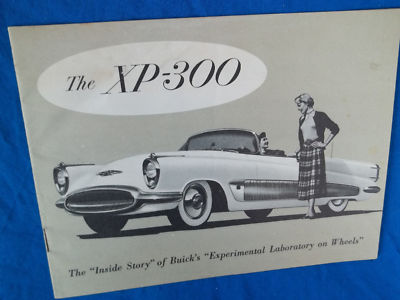 The XP-300
The "Inside Story" of Buick's "Experimental Laboratory on Wheels"